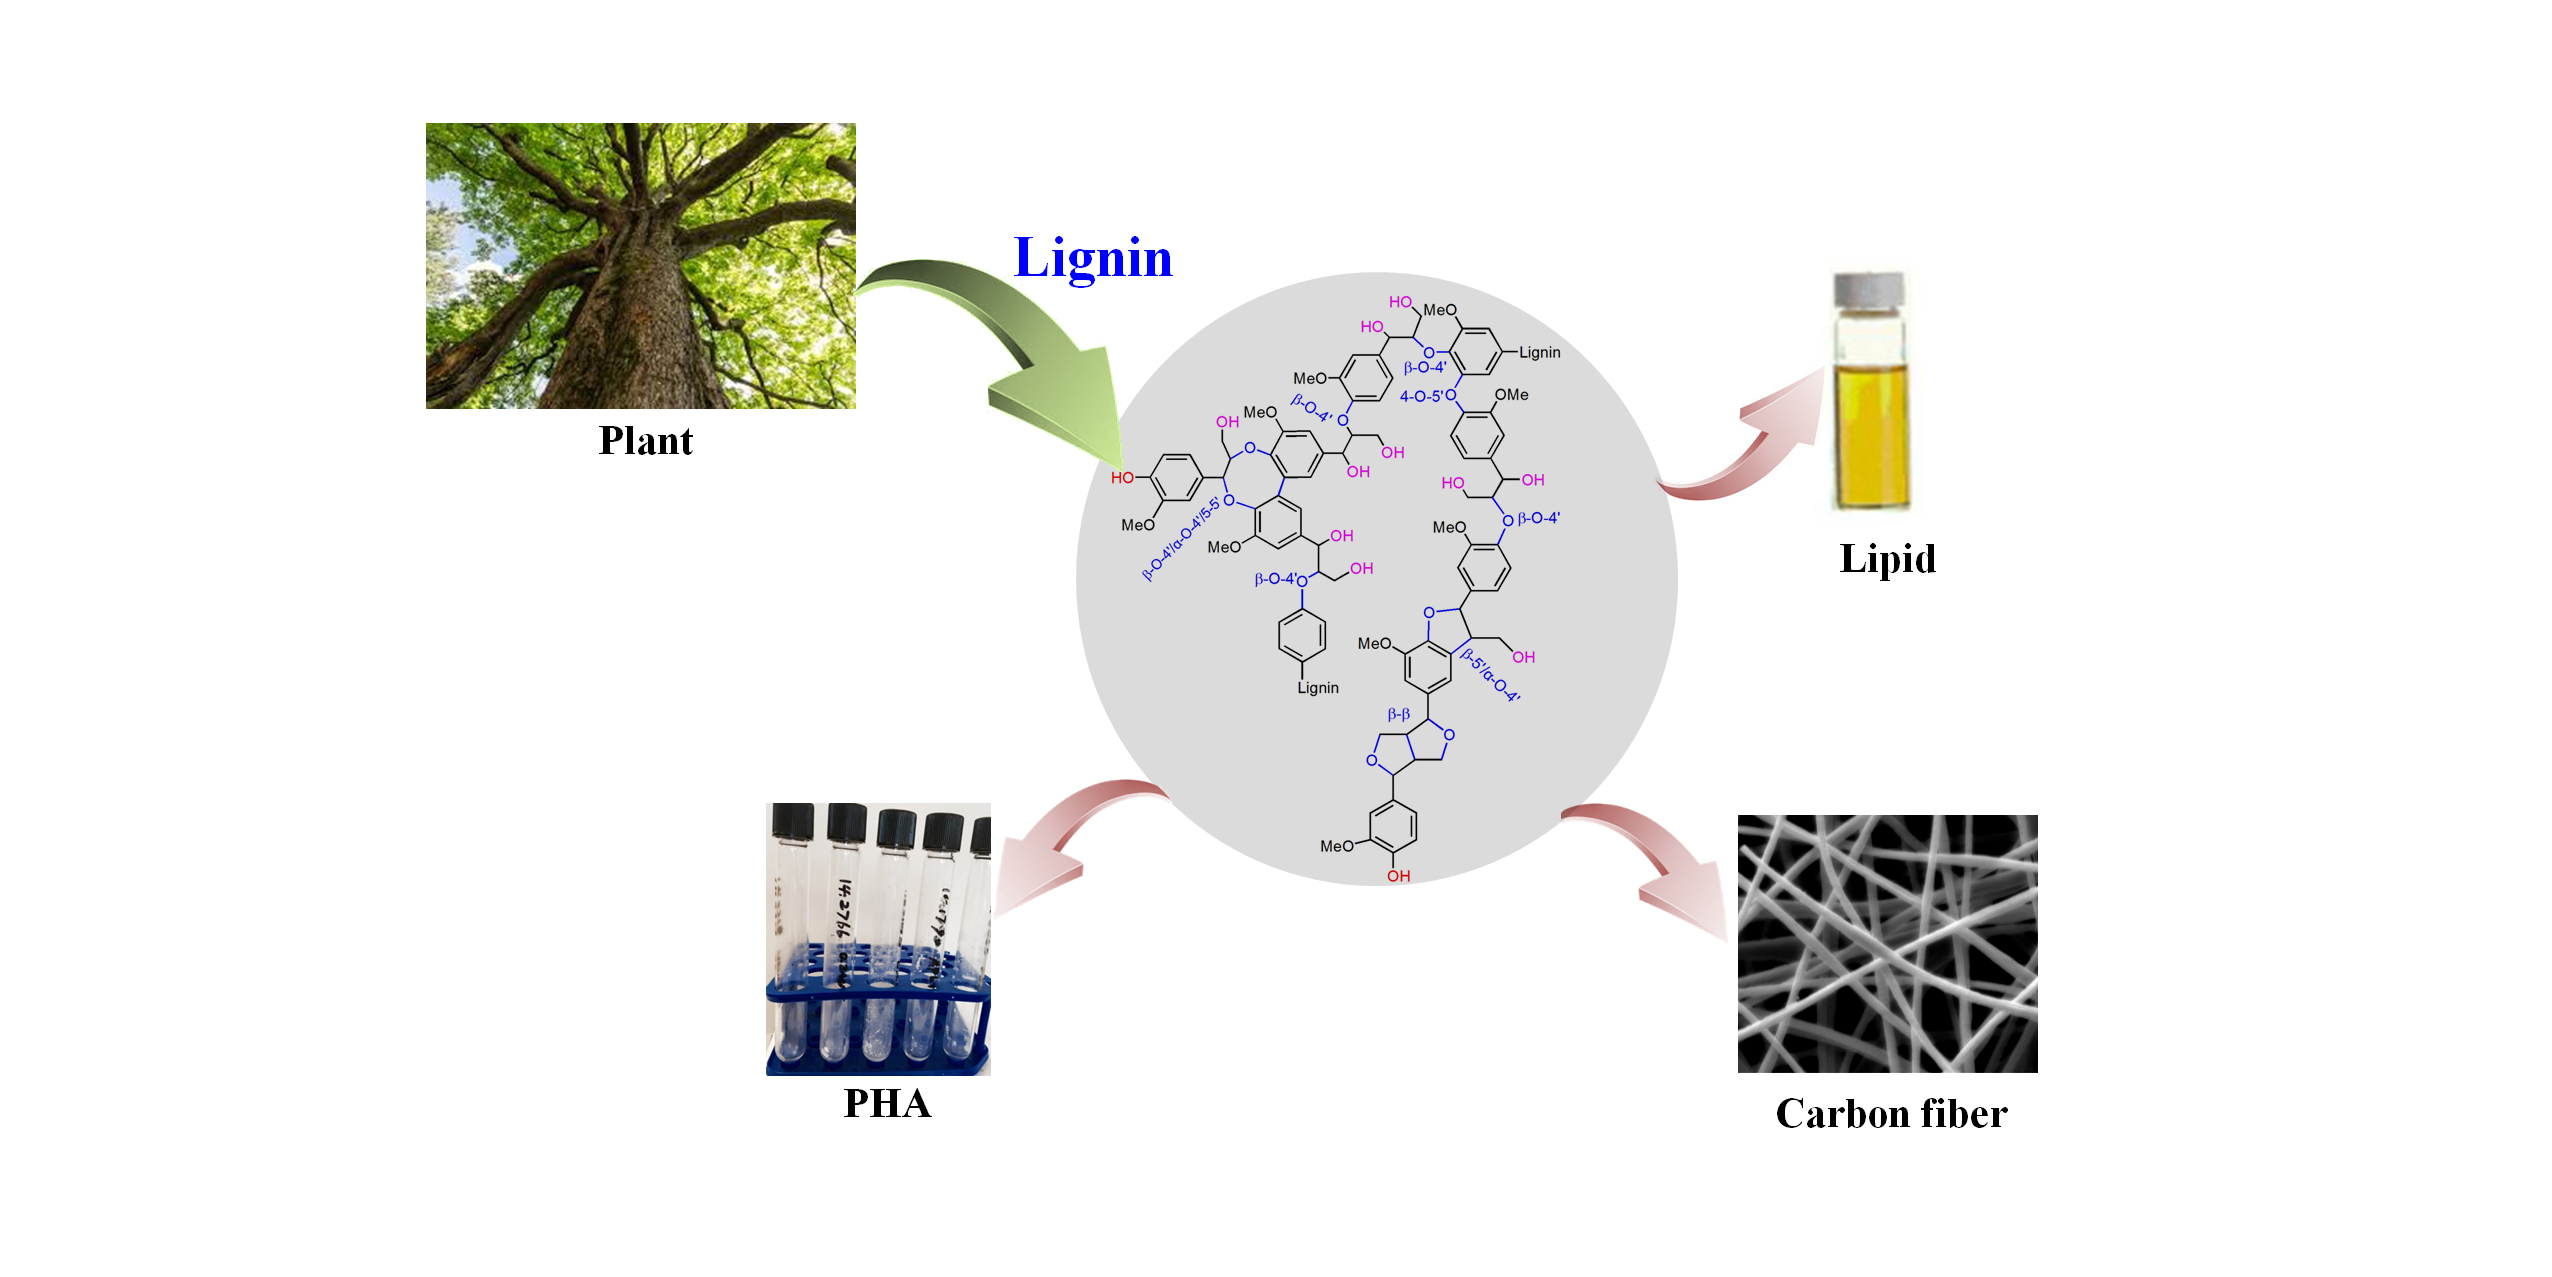 Lignin
Plant
HO
MeO
HO
MeO
β-O-4'
Lignin
4-O-5'
OMe
β-O-4'
MeO
OH
OH
OH
MeO
HO
MeO
β-O-4'/α-O-4'/5-5'
MeO
OH
OH
β-O-4'
Lignin
HO
OH
β-O-4'
MeO
O
O
O
O
O
O
O
O
O
O
MeO
OH
β-5'/α-O-4'
β-β
MeO
OH
Lipid
PHA
Carbon fiber